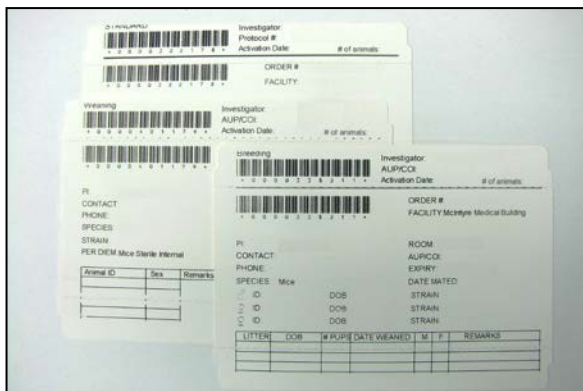 STANDARD
Investigator:
Protocol #:
Activation Date: # of animals:
ORDER #
FACILITY:
Weaning
Investigator:
AUP/COI:
Activation Date: # of animals:
PI:
CONTACT
PHONE:
SPECIES:
STRAIN:
PER DIEM Mice Sterile Internal
Animal ID Sex Remarks
Breeding
Investigator:
AUP/COI:
Activation Date: # of animals:
ORDER #
FACILITY McIntyre Medical Building
PI: ROOM
CONTACT: AUP/COI:
PHONE: EXPIRY:
SPECIES: Mice DATE MATED:
ID DOB STRAIN
ID: DOB STRAIN
ID: DOB STRAIN
LITTER DOB # PUPS DATE WEANED M F REMARKS